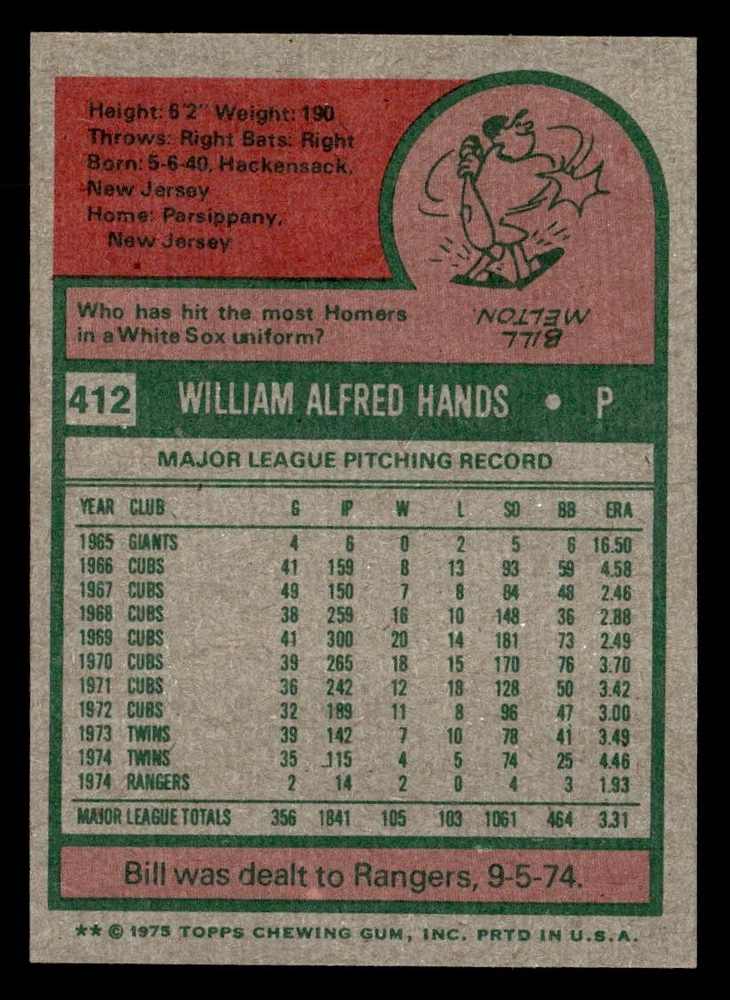 Height: 6'2" Weight: 190
Throws: Right Bats: Right
Born: 5-6-40, Hackensack,
New Jersey
Home: Parsippany,
New Jersey
Who has hit the most Homers
in a White Sox uniform?
BILL
MELTON.
412 WILLIAM ALFRED HANDS • P
MAJOR LEAGUE PITCHING RECORD
YEAR CLUB G IP W L SO BB ERA
1965 GIANTS 4 6 0 2 5 6 16.50
1966 CUBS 41 159 8 13 93 59 4.58
1967 CUBS 49 150 7 8 84 48 2.46
1968 CUBS 38 259 16 10 148 36 2.88
1969 CUBS 41 300 20 14 181 73 2.49
1970 CUBS 39 265 18 15 170 76 3.70
1971 CUBS 36 242 12 18 128 50 3.42
1972 CUBS 32 189 11 8 96 47 3.00
1973 TWINS 39 142 7 10 78 41 3.49
1974 TWINS 35 115 4 5 74 25 4.46
1974 RANGERS 2 14 2 0 4 3 1.93
MAJOR LEAGUE TOTALS 356 1841 105 103 1061 464 3.31
Bill was dealt to Rangers, 9-5-74.
** © 1975 TOPPS CHEWING GUM, INC. PRTD IN U.S.A.